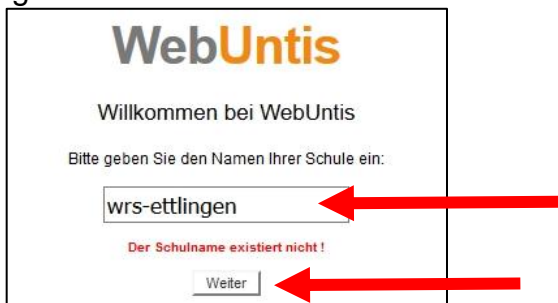 WebUntis
Willkommen bei WebUntis
Bitte geben Sie den Namen Ihrer Schule ein:
wrs-ettlingen
Der Schulname existiert nicht !
Weiter